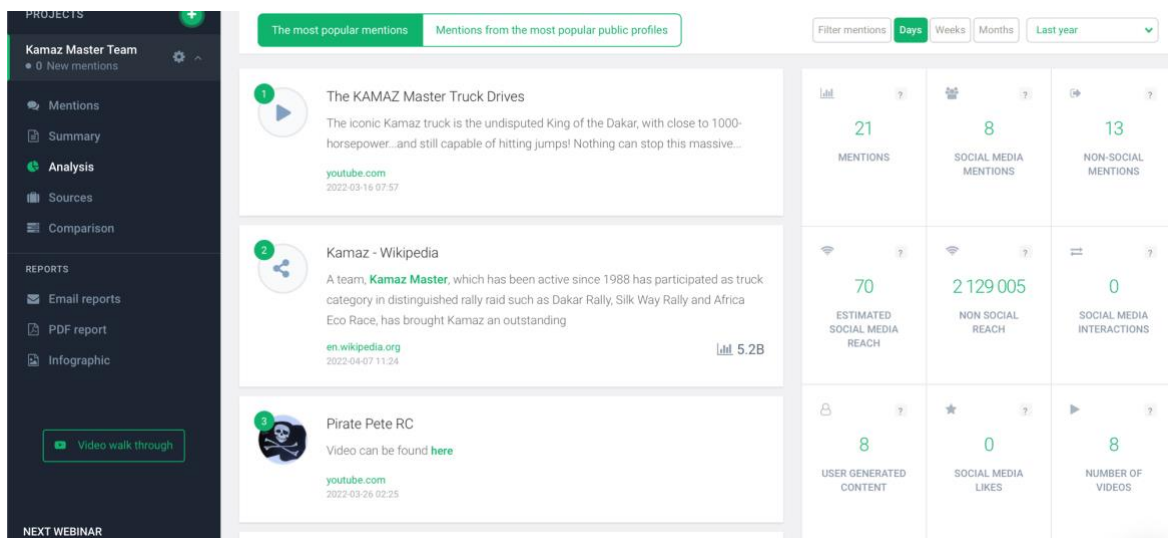 PROJECTS
+
Kamaz Master Team
0 New mentions
Mentions
Summary
Analysis
Sources
Comparison
REPORTS
Email reports
PDF report
Infographic
Video walk through
NEXT WEBINAR
The most popular mentions
Mentions from the most popular public profiles
Filter mentions
Days
Weeks
Months
Last year
1
The KAMAZ Master Truck Drives
The iconic Kamaz truck is the undisputed King of the Dakar, with close to 1000-
horsepower...and still capable of hitting jumps! Nothing can stop this massive...
youtube.com
2022-03-16 07:57
2
Kamaz - Wikipedia
A team, Kamaz Master, which has been active since 1988 has participated as truck
category in distinguished rally raid such as Dakar Rally, Silk Way Rally and Africa
Eco Race, has brought Kamaz an outstanding
en.wikipedia.org
5.2B
2022-04-07 11:24
3
Pirate Pete RC
Video can be found here
youtube.com
2022-03-26 02:25
?
21
MENTIONS
?
8
SOCIAL MEDIA
MENTIONS
?
13
NON-SOCIAL
MENTIONS
?
70
ESTIMATED
SOCIAL MEDIA
REACH
?
2 129 005
NON SOCIAL
REACH
?
0
SOCIAL MEDIA
INTERACTIONS
?
8
USER GENERATED
CONTENT
?
0
SOCIAL MEDIA
LIKES
?
8
NUMBER OF
VIDEOS